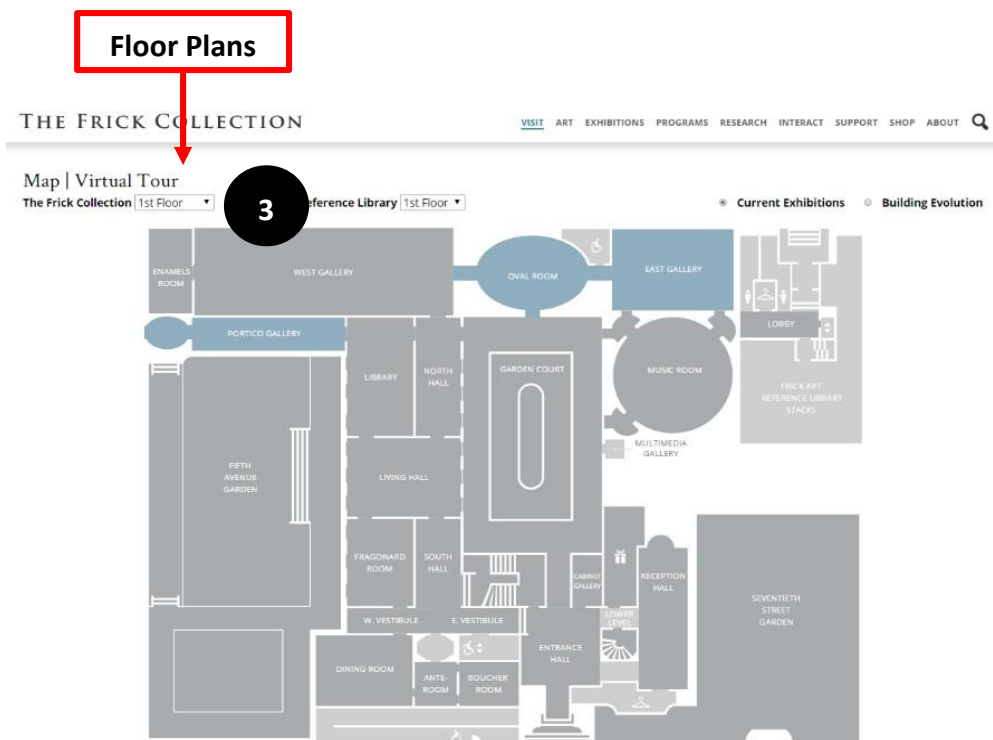 Floor Plans
THE FRICK COLLECTION
VISIT ART EXHIBITIONS PROGRAMS RESEARCH INTERACT SUPPORT SHOP ABOUT
Map | Virtual Tour
The Frick Collection 1st Floor
3
eference Library 1st Floor
Current Exhibitions
Building Evolution
ENAMELS
ROOM
WEST GALLERY
OVAL ROOM
EAST GALLERY
LOBBY
PORTICO GALLERY
LIBRARY
NORTH
HALL
GARDEN COURT
MUSIC ROOM
FRICK ART
REFERENCE LIBRARY
STACKS
MULTIMEDIA
GALLERY
FIFTH
AVENUE
GARDEN
LIVING HALL
FRAGONARD
ROOM
SOUTH
HALL
CABINET
GALLERY
RECEPTION
HALL
SEVENTIETH
STREET
GARDEN
W. VESTIBULE
E. VESTIBULE
LOWER
LEVEL
ENTRANCE
HALL
DINING ROOM
ANTE-
ROOM
BOUCHER
ROOM